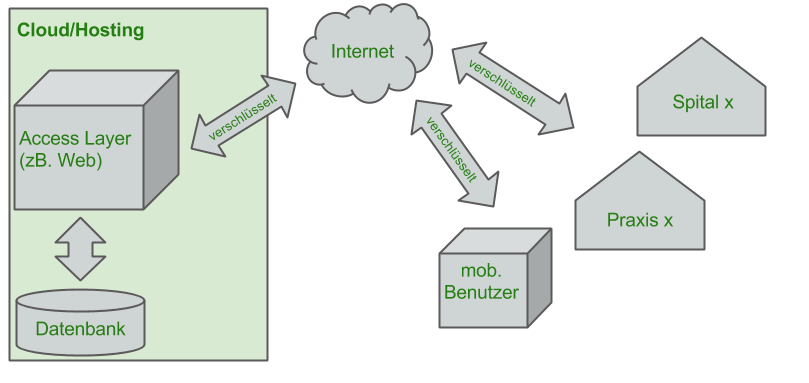 Cloud/Hosting
Internet
verschlüsselt
verschlüsselt
verschlüsselt
Spital x
Access Layer
(zB. Web)
Praxis x
mob.
Benutzer
Datenbank